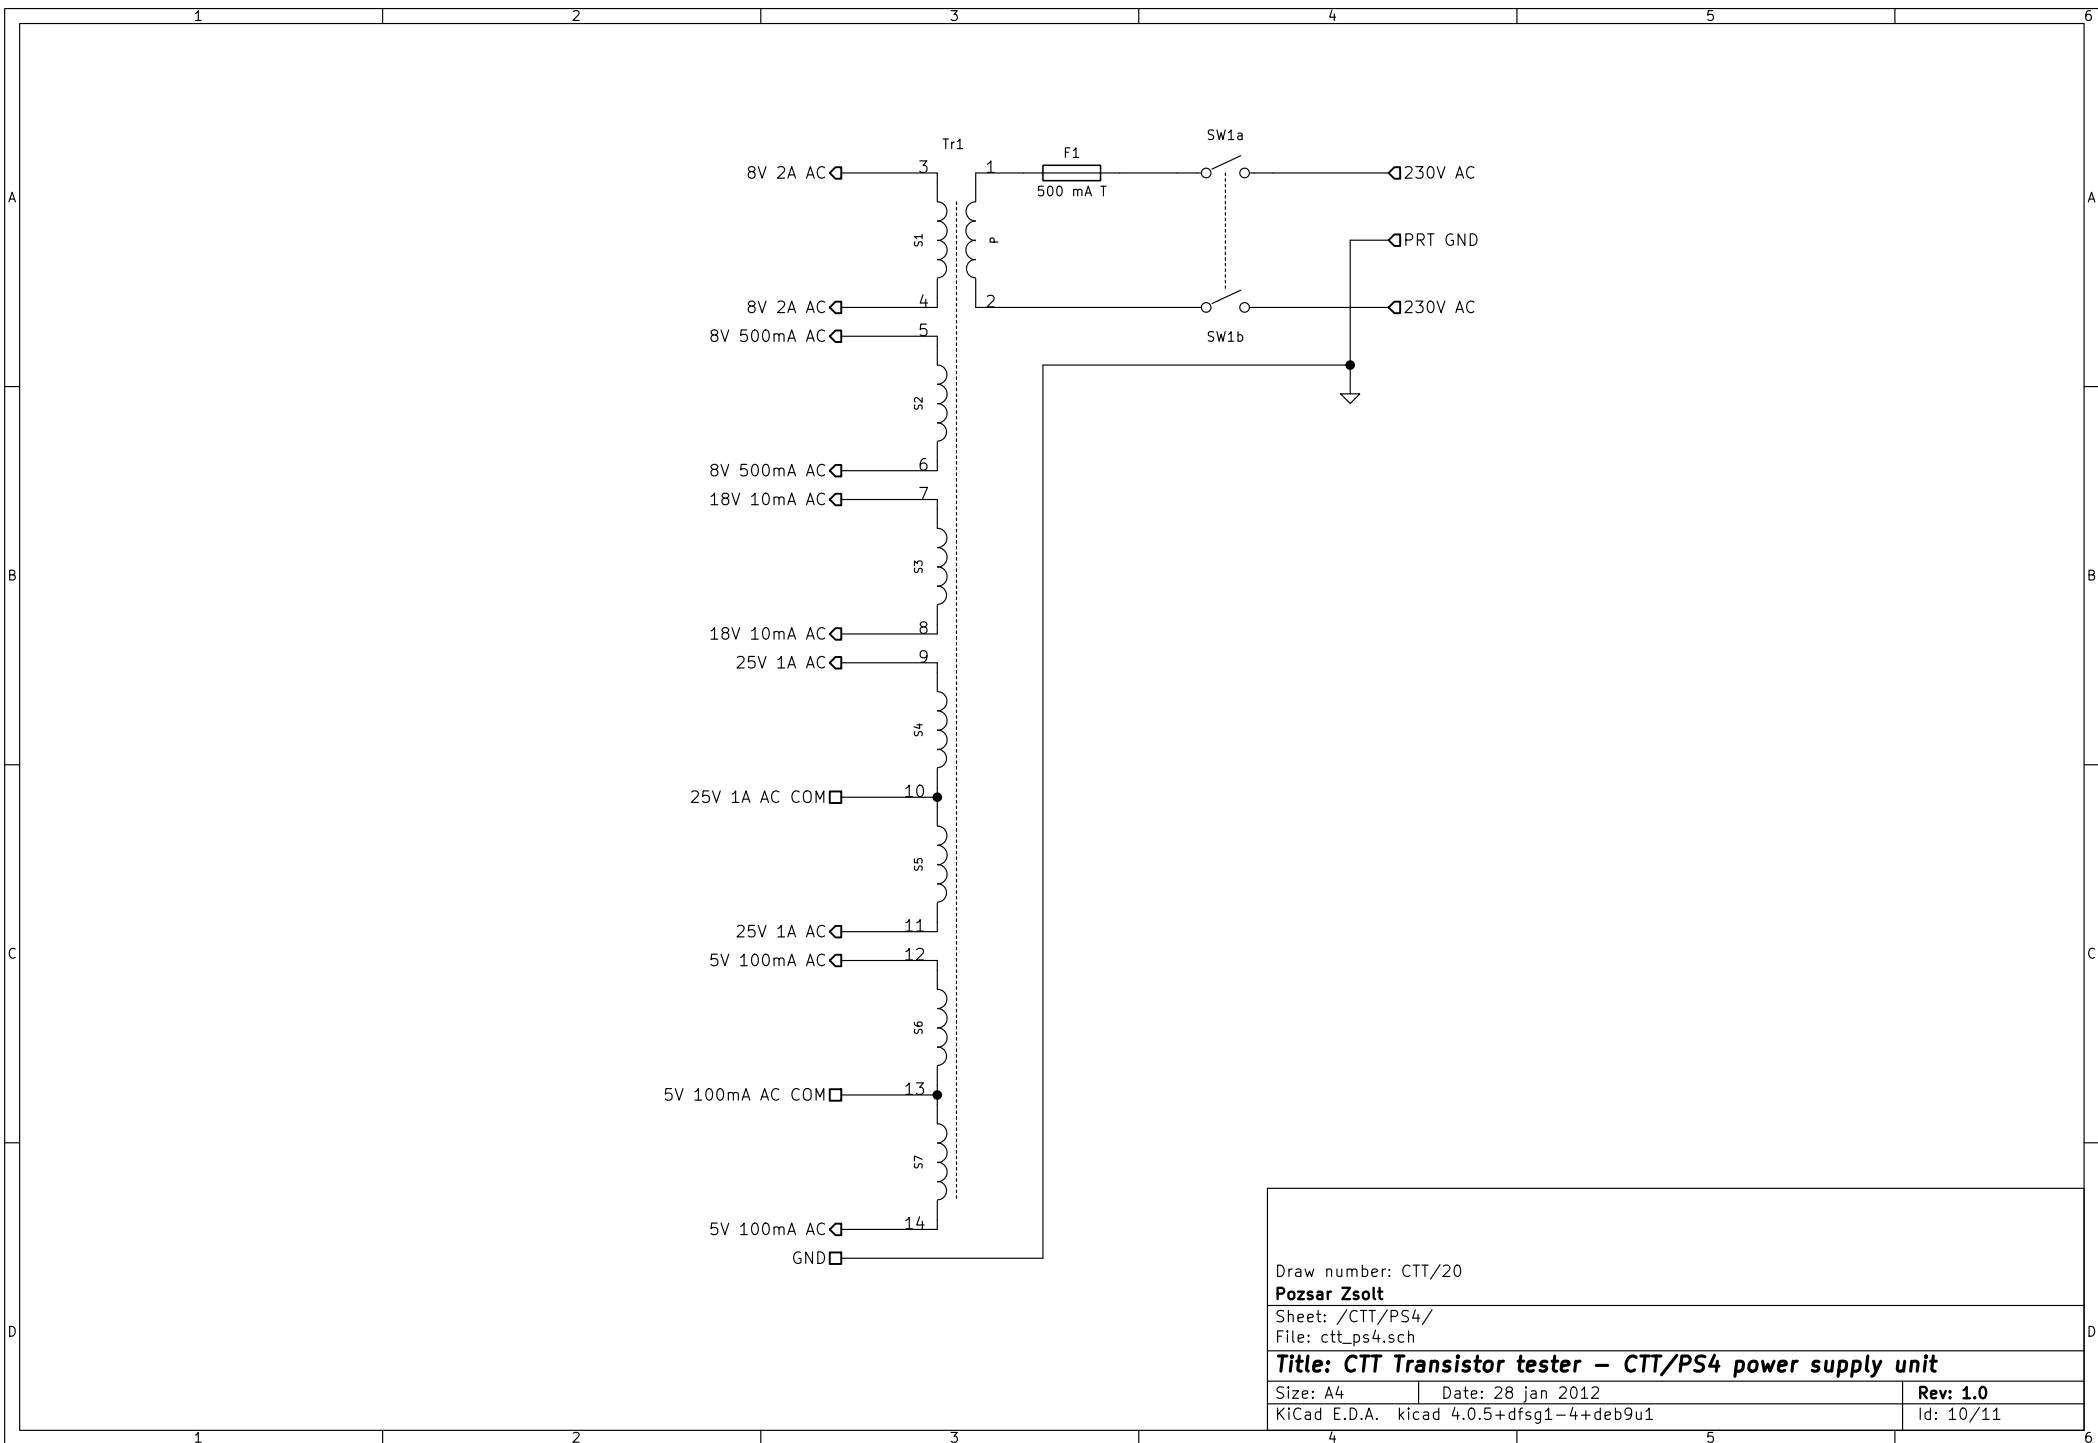 1 2 3 4 5 6
Tr1
SW1a
F1
8V 2A AC 3 1 230V AC
500 mA T
A A
S1 P PRT GND
8V 2A AC 4 2 230V AC
8V 500mA AC 5 SW1b
S2
8V 500mA AC 6
18V 10mA AC 7
S3
B B
18V 10mA AC 8
25V 1A AC 9
S4
25V 1A AC COM 10
S5
25V 1A AC 11
C C
5V 100mA AC 12
S6
5V 100mA AC COM 13
S7
5V 100mA AC 14
GND
Draw number: CTT/20
Pozsar Zsolt
Sheet: /CTT/PS4/
D D
File: ctt_ps4.sch
Title: CTT Transistor tester – CTT/PS4 power supply unit
Size: A4 Date: 28 jan 2012 Rev: 1.0
KiCad E.D.A. kicad 4.0.5+dfsg1-4+deb9u1 Id: 10/11
1 2 3 4 5 6